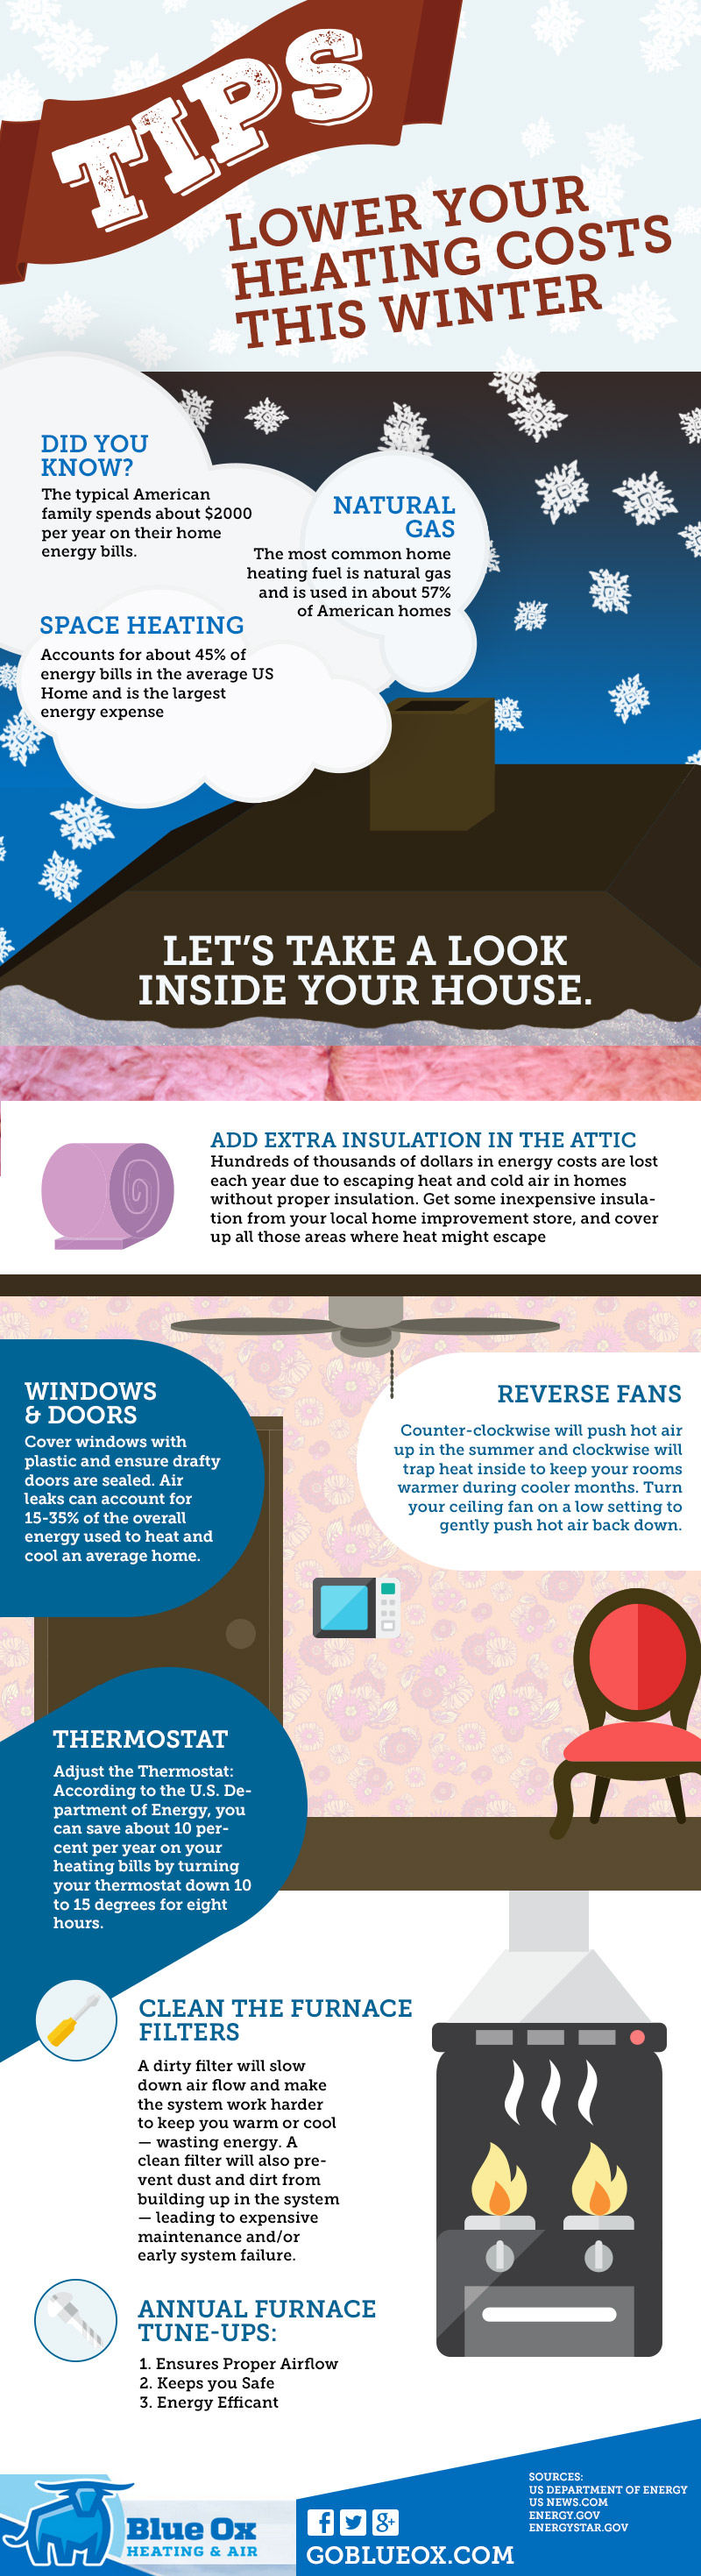 TIPS
LOWER YOUR
HEATING COSTS
THIS WINTER
DID YOU
KNOW?
The typical American
family spends about $2000
per year on their home
energy bills.
NATURAL
GAS
The most common home
heating fuel is natural gas
and is used in about 57%
of American homes
SPACE HEATING
Accounts for about 45% of
energy bills in the average US
Home and is the largest
energy expense
LET'S TAKE A LOOK
INSIDE YOUR HOUSE.
ADD EXTRA INSULATION IN THE ATTIC
Hundreds of thousands of dollars in energy costs are lost
each year due to escaping heat and cold air in homes
without proper insulation. Get some inexpensive insula-
tion from your local home improvement store, and cover
up all those areas where heat might escape
WINDOWS
& DOORS
Cover windows with
plastic and ensure drafty
doors are sealed. Air
leaks can account for
15-35% of the overall
energy used to heat and
cool an average home.
REVERSE FANS
Counter-clockwise will push hot air
up in the summer and clockwise will
trap heat inside to keep your rooms
warmer during cooler months. Turn
your ceiling fan on a low setting to
gently push hot air back down.
THERMOSTAT
Adjust the Thermostat:
According to the U.S. De-
partment of Energy, you
can save about 10 per-
cent per year on your
heating bills by turning
your thermostat down 10
to 15 degrees for eight
hours.
CLEAN THE FURNACE
FILTERS
A dirty filter will slow
down air flow and make
the system work harder
to keep you warm or cool
— wasting energy. A
clean filter will also pre-
vent dust and dirt from
building up in the system
— leading to expensive
maintenance and/or
early system failure.
ANNUAL FURNACE
TUNE-UPS:
1. Ensures Proper Airflow
2. Keeps you Safe
3. Energy Efficant
Blue Ox
HEATING & AIR
f g+
GOBLUEOX.COM
SOURCES:
US DEPARTMENT OF ENERGY
US NEWS.COM
ENERGY.GOV
ENERGYSTAR.GOV